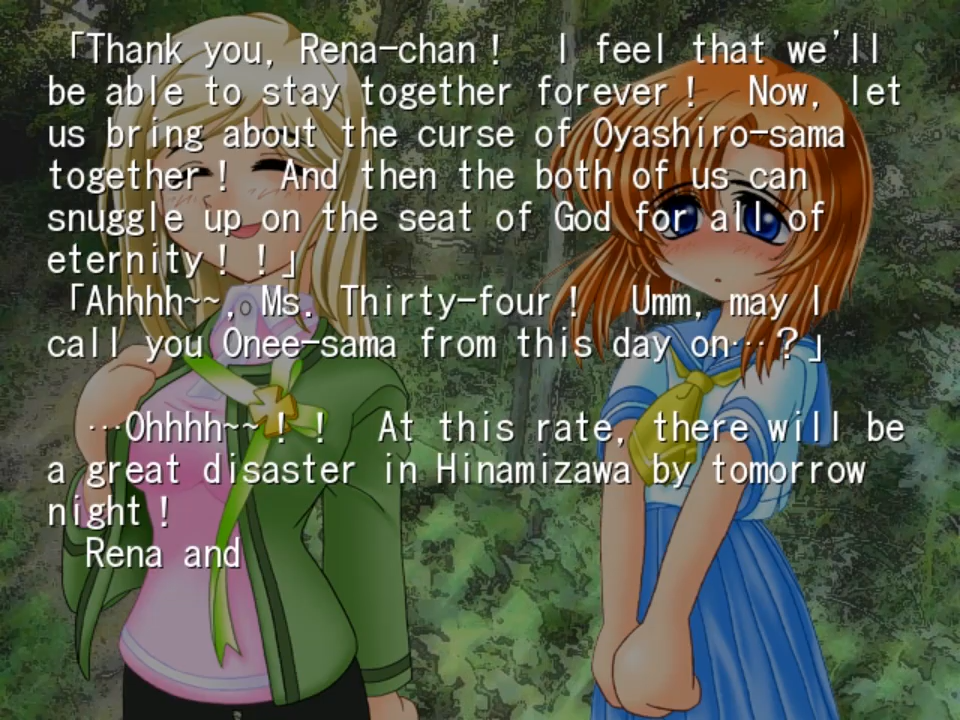 「Thank you, Rena-chan！ I feel that we'll
be able to stay together forever！ Now, let
us bring about the curse of Oyashiro-sama
together！ And then the both of us can
snuggle up on the seat of God for all of
eternity！！」
「Ahhhh~~, Ms. Thirty-four！ Umm, may I
call you Onee-sama from this day on…？」
…Ohhhh~~！！ At this rate, there will be
a great disaster in Hinamizawa by tomorrow
night！
Rena and